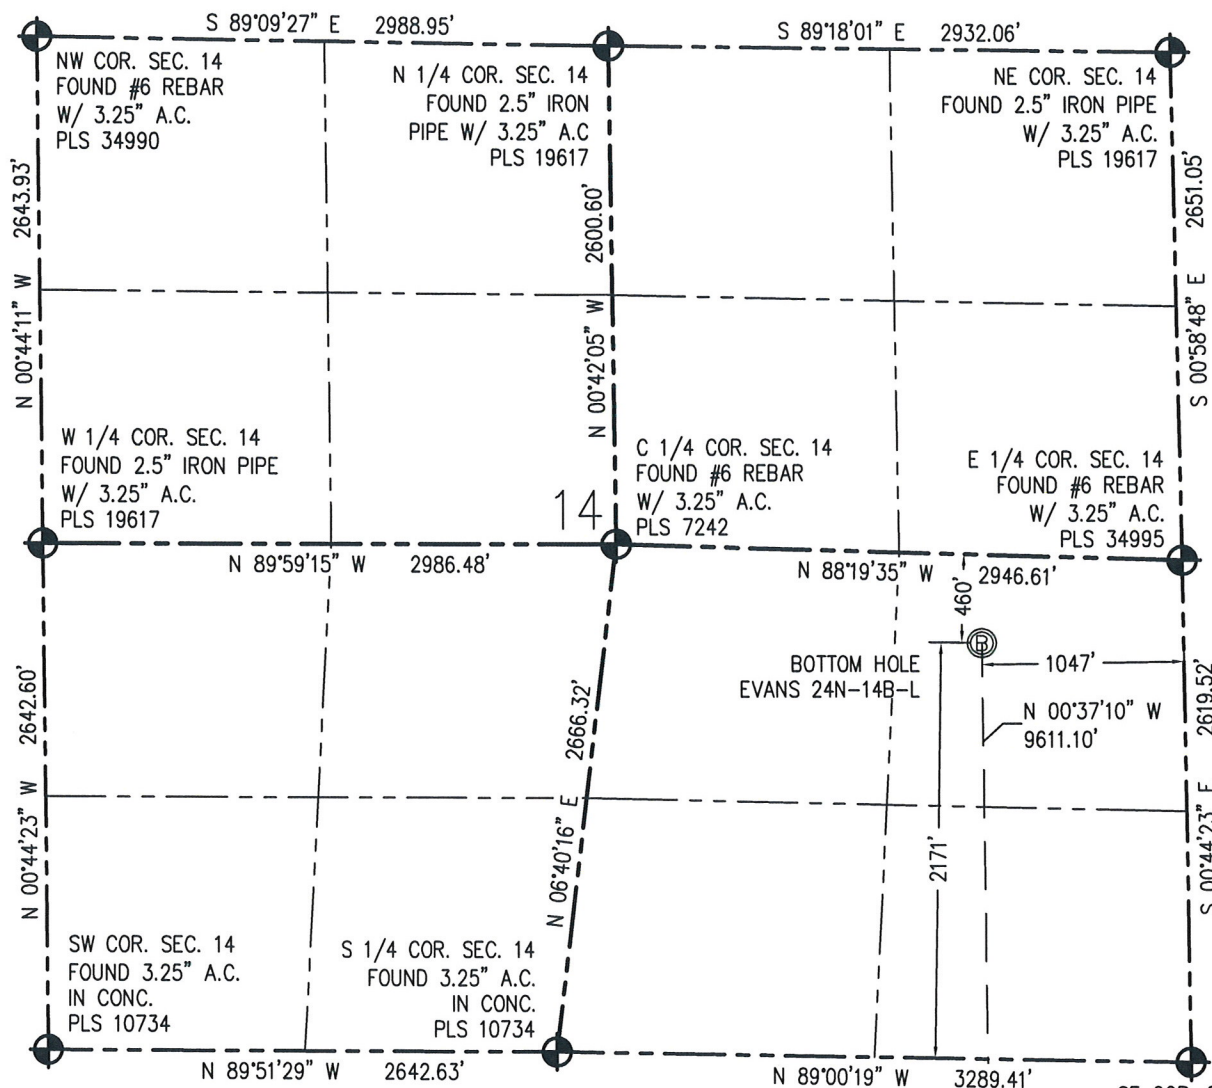 S 89°09'27" E 2988.95'
S 89°18'01" E 2932.06'
NW COR. SEC. 14
FOUND #6 REBAR
W/ 3.25" A.C.
PLS 34990
N 1/4 COR. SEC. 14
FOUND 2.5" IRON
PIPE W/ 3.25" A.C
PLS 19617
NE COR. SEC. 14
FOUND 2.5" IRON PIPE
W/ 3.25" A.C.
PLS 19617
N 00°44'11" W 2643.93'
N 00°42'05" W 2600.60'
S 00°58'48" E 2651.05'
W 1/4 COR. SEC. 14
FOUND 2.5" IRON PIPE
W/ 3.25" A.C.
PLS 19617
14
C 1/4 COR. SEC. 14
FOUND #6 REBAR
W/ 3.25" A.C.
PLS 7242
E 1/4 COR. SEC. 14
FOUND #6 REBAR
W/ 3.25" A.C.
PLS 34995
N 89°59'15" W 2986.48'
N 88°19'35" W 2946.61'
460'
B
BOTTOM HOLE
EVANS 24N-14B-L
1047'
N 00°37'10" W
9611.10'
2171'
N 00°44'23" W 2642.60'
N 06°40'16" E 2666.32'
S 00°44'23" E 2619.52'
SW COR. SEC. 14
FOUND 3.25" A.C.
IN CONC.
PLS 10734
S 1/4 COR. SEC. 14
FOUND 3.25" A.C.
IN CONC.
PLS 10734
N 89°51'29" W 2642.63'
N 89°00'19" W 3289.41'